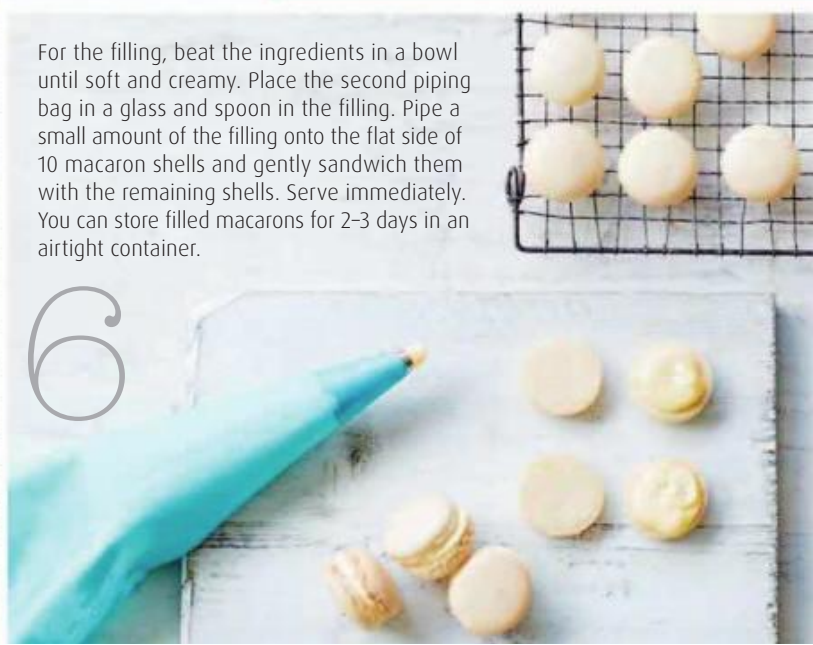 For the filling, beat the ingredients in a bowl
until soft and creamy. Place the second piping
bag in a glass and spoon in the filling. Pipe a
small amount of the filling onto the flat side of
10 macaron shells and gently sandwich them
with the remaining shells. Serve immediately.
You can store filled macarons for 2–3 days in an
airtight container.
6